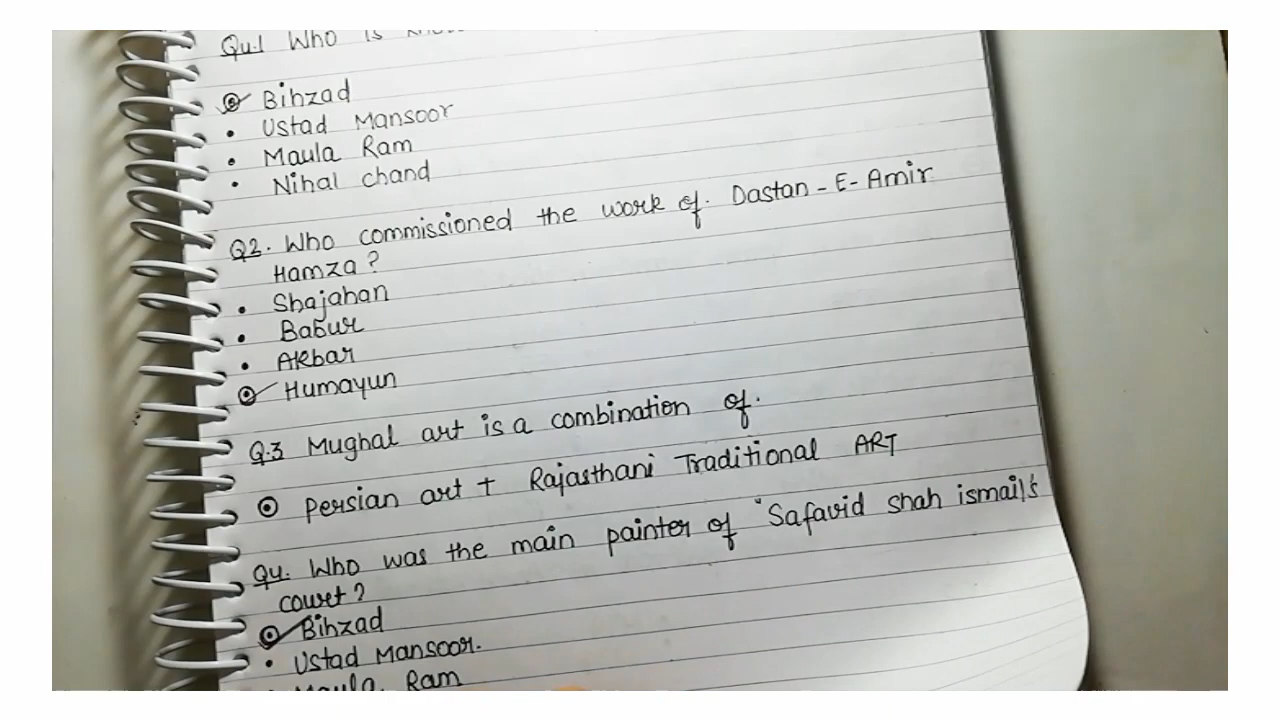 Qu.1 Who is
Bihzad
Ustad Mansoor
Maula Ram
Nihal chand
Q2. Who commissioned the work of. Dastan - E - Amir
Hamza ?
Shajahan
Babur
Akbar
Humayun
Q.3 Mughal art is a combination of.
Persian art + Rajasthani Traditional ART
Q4. Who was the main painter of "Safavid shah ismail's
court ?
Bihzad
Ustad Mansoor.
Maula Ram